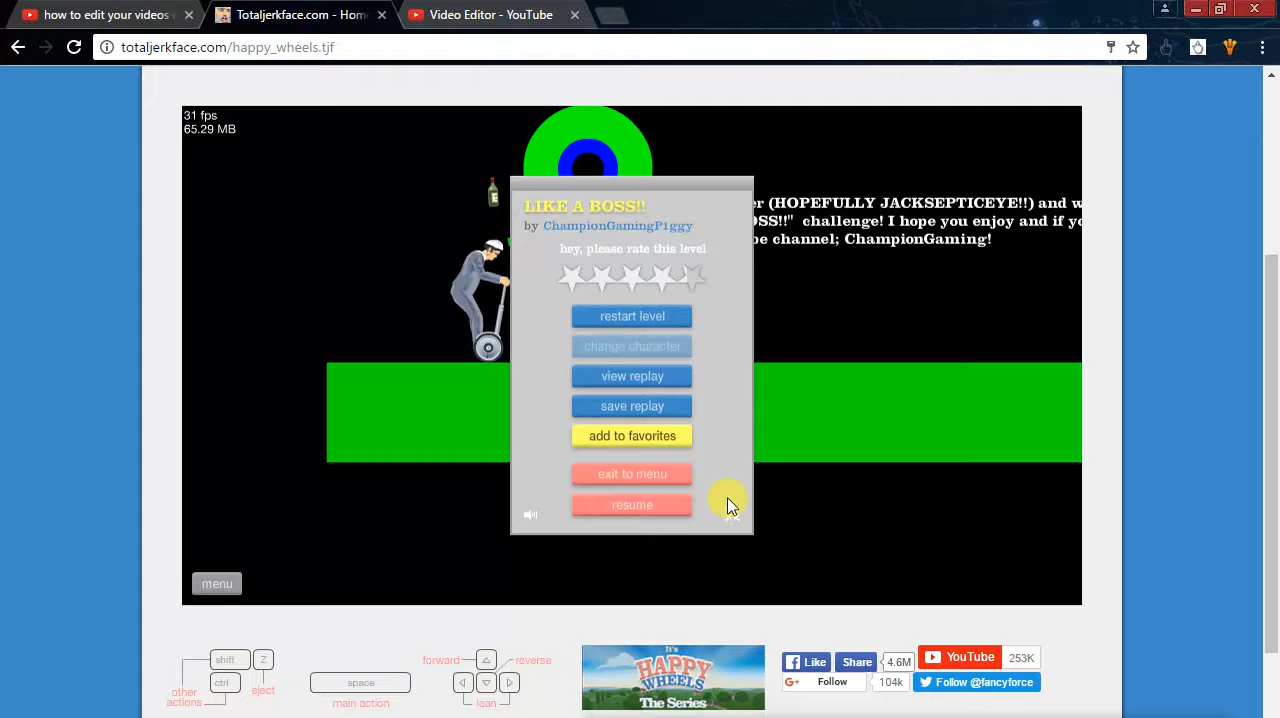 how to edit your videos
Totaljerkface.com - Hom
Video Editor - YouTube
totaljerkface.com/happy_wheels.tjf
31 fps
65.29 MB
er (HOPEFULLY JACKSEPTICEYE!!) and w
OSS!!" challenge! I hope you enjoy and if yo
be channel; ChampionGaming!
LIKE A BOSS!!
by ChampionGamingP1ggy
hey, please rate this level
restart level
change character
view replay
save replay
add to favorites
exit to menu
resume
menu
shift Z
ctrl
other
actions
eject
space
main action
forward
reverse
lean
It's
HAPPY
WHEELS
The Series
Like Share 4.6M
YouTube 253K
G+ Follow 104k
Follow @fancyforce